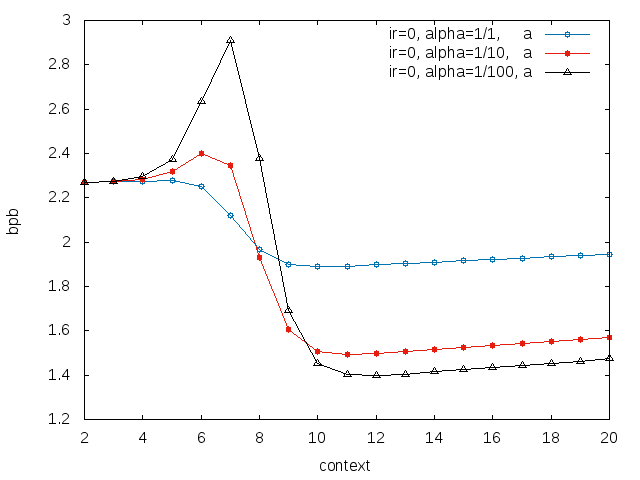 ir=0, alpha=1/1, a
ir=0, alpha=1/10, a
ir=0, alpha=1/100, a
3
2.8
2.6
2.4
2.2
2
1.8
1.6
1.4
1.2
bpb
2 4 6 8 10 12 14 16 18 20
context